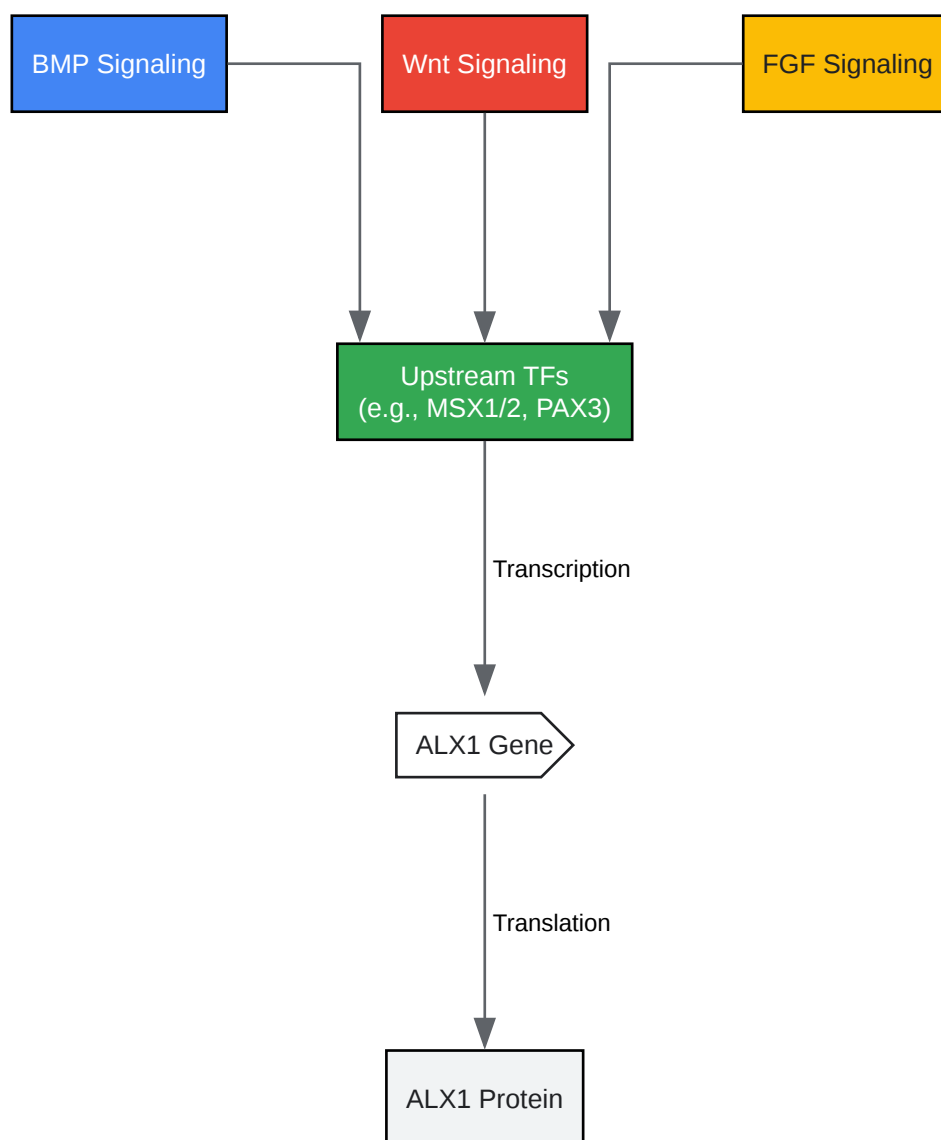 BMP Signaling
Wnt Signaling
FGF Signaling
Upstream TFs
(e.g., MSX1/2, PAX3)
Transcription
ALX1 Gene
Translation
ALX1 Protein